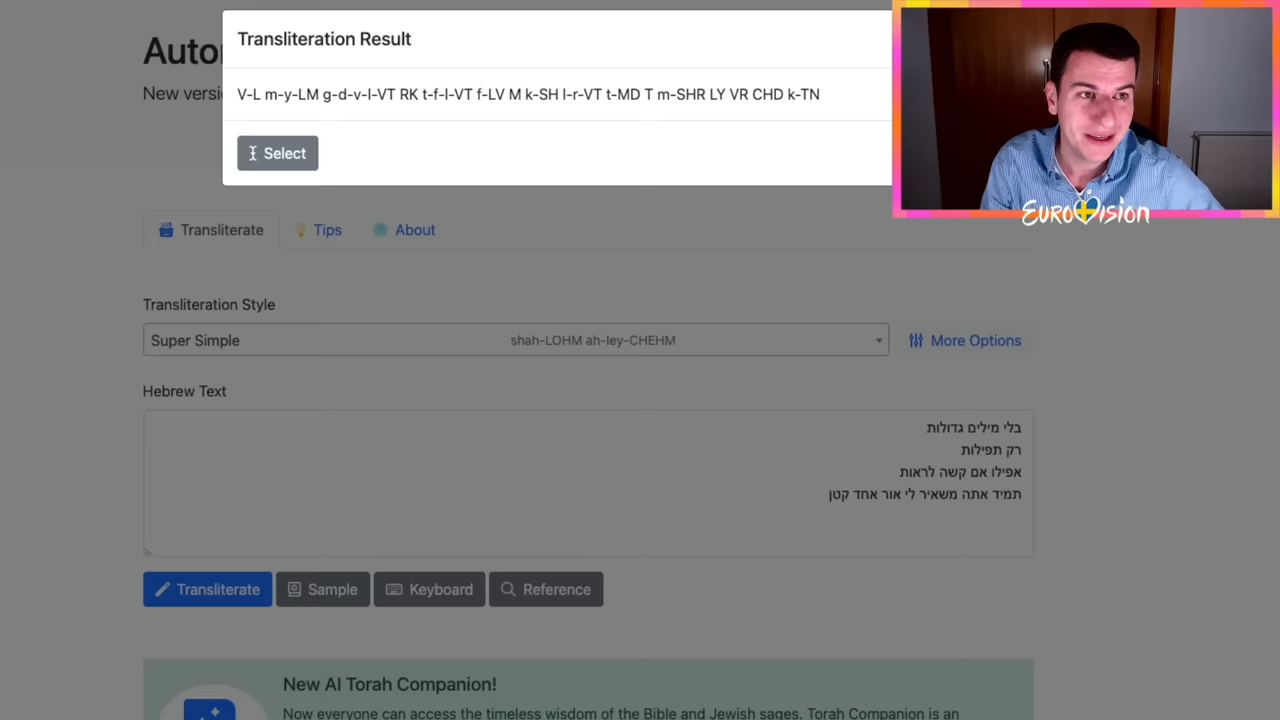 Transliteration Result
Autor
New versi
V-L m-y-LM g-d-v-l-VT RK t-f-l-VT f-LV M k-SH l-r-VT t-MD T m-SHR LY VR CHD k-TN
Select
EUROVISION
Transliterate
Tips
About
Transliteration Style
Super Simple
shah-LOHM ah-ley-CHEHM
More Options
Hebrew Text
בלי מילים גדולות
רק תפילות
אפילו אם קשה לראות
תמיד אתה משאיר לי אור אחד קטן
Transliterate
Sample
Keyboard
Reference
New AI Torah Companion!
Now everyone can access the timeless wisdom of the Bible and Jewish sages. Torah Companion is an